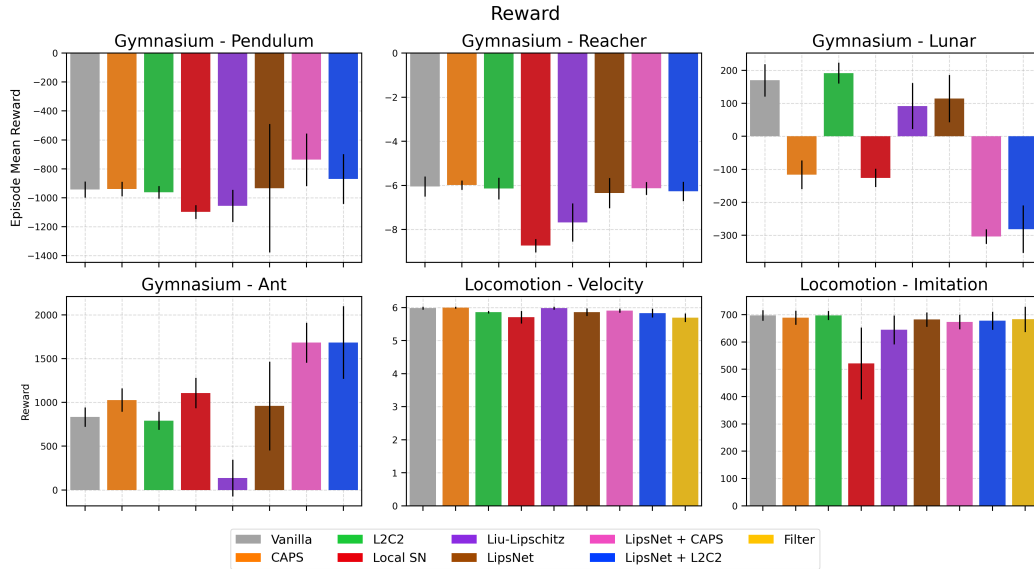 Reward
Gymnasium - Pendulum
Gymnasium - Reacher
Gymnasium - Lunar
Episode Mean Reward
0
−200
−400
−600
−800
−1000
−1200
−1400
0
−2
−4
−6
−8
200
100
0
−100
−200
−300
Gymnasium - Ant
Locomotion - Velocity
Locomotion - Imitation
Reward
2000
1500
1000
500
0
6
5
4
3
2
1
0
700
600
500
400
300
200
100
0
Vanilla
L2C2
Liu-Lipschitz
LipsNet + CAPS
Filter
CAPS
Local SN
LipsNet
LipsNet + L2C2